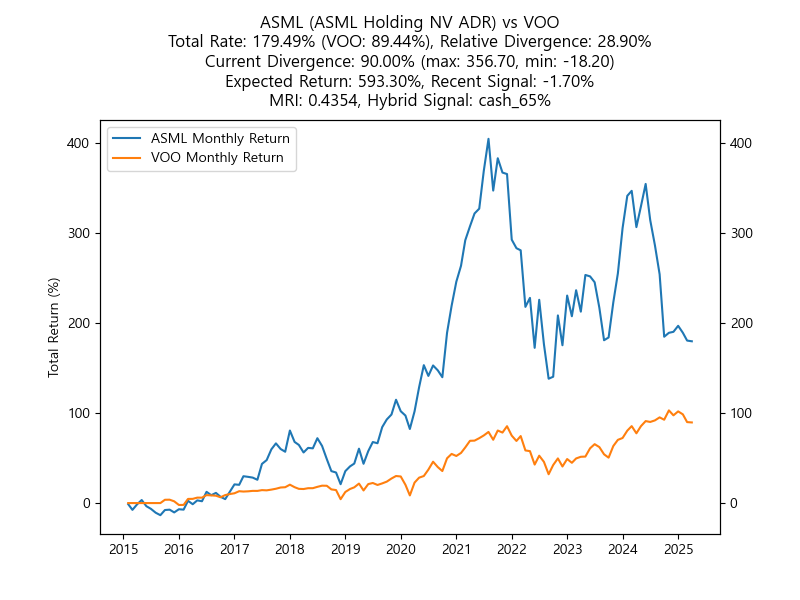 ASML (ASML Holding NV ADR) vs VOO
Total Rate: 179.49% (VOO: 89.44%), Relative Divergence: 28.90%
Current Divergence: 90.00% (max: 356.70, min: -18.20)
Expected Return: 593.30%, Recent Signal: -1.70%
MRI: 0.4354, Hybrid Signal: cash_65%
ASML Monthly Return
VOO Monthly Return
Total Return (%)
400
300
200
100
0
400
300
200
100
0
2015 2016 2017 2018 2019 2020 2021 2022 2023 2024 2025